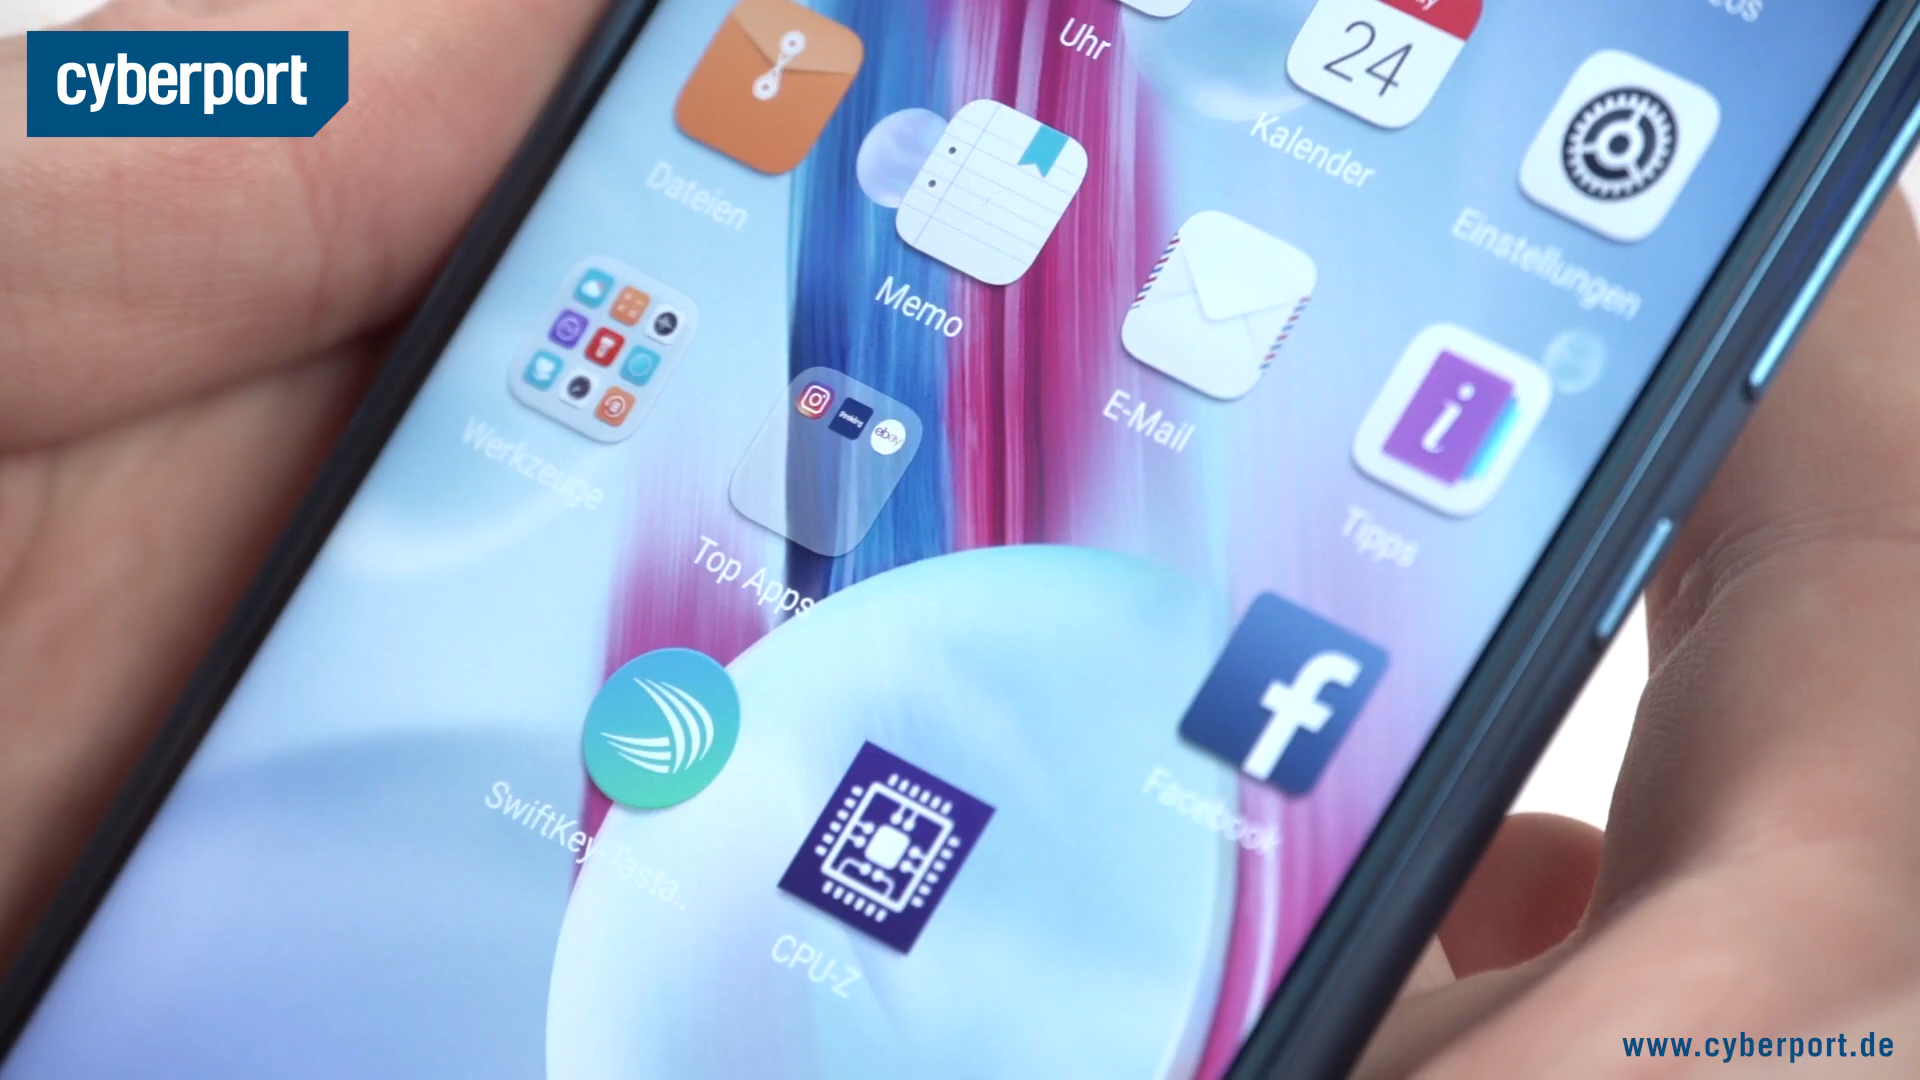 cyberport
Uhr
24
Kalender
Dateien
Memo
Einstellungen
E-Mail
Werkzeuge
ebay
Top Apps
Tipps
SwiftKey-Tasta..
Facebook
CPU-Z
www.cyberport.de